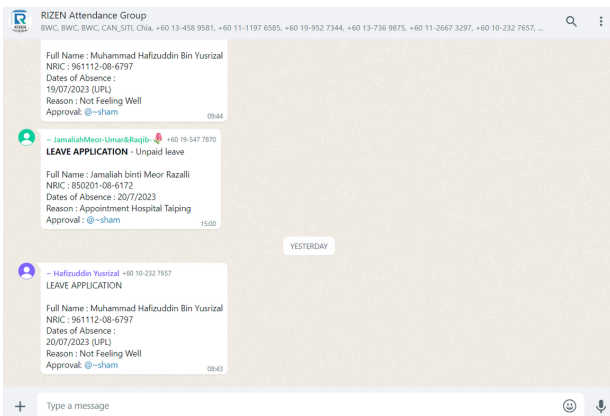 RIZEN Attendance Group
BWC, BWC, BWC, CAN_SITI, Chia, +60 13-458 9581, +60 11-1197 6585, +60 19-952 7344, +60 13-736 9875, +60 11-2667 3297, +60 10-232 7657, ...
Full Name : Muhammad Hafizuddin Bin Yusrizal
NRIC : 961112-08-6797
Dates of Absence :
19/07/2023 (UPL)
Reason : Not Feeling Well
Approval: @~sham
09:44
~ JamaliahMeor-Umar&Raqib-🌷 +60 19-547 7870
LEAVE APPLICATION - Unpaid leave
Full Name : Jamaliah binti Meor Razalli
NRIC : 850201-08-6172
Dates of Absence : 20/7/2023
Reason : Appointment Hospital Taiping
Approval : @~sham
15:00
YESTERDAY
~ Hafizuddin Yusrizal +60 10-232 7657
LEAVE APPLICATION
Full Name : Muhammad Hafizuddin Bin Yusrizal
NRIC : 961112-08-6797
Dates of Absence :
20/07/2023 (UPL)
Reason : Not Feeling Well
Approval: @~sham
08:43
Type a message